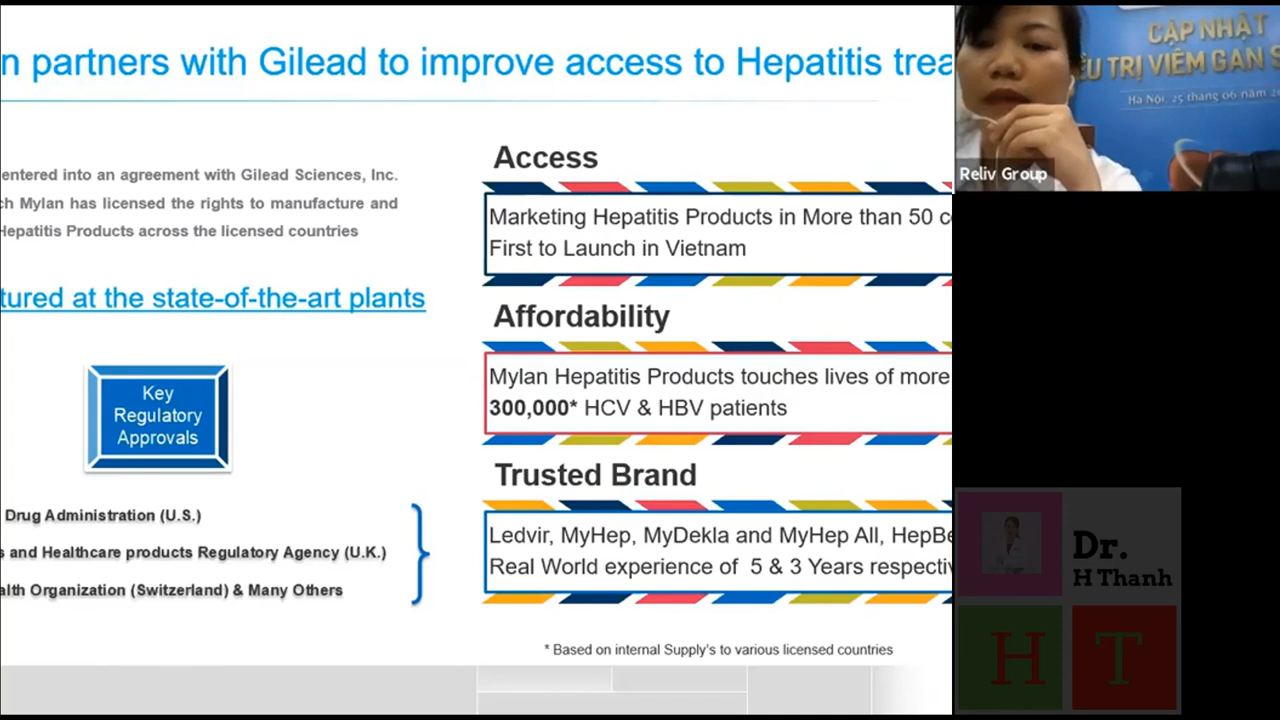 n partners with Gilead to improve access to Hepatitis trea
entered into an agreement with Gilead Sciences, Inc.
ch Mylan has licensed the rights to manufacture and
Hepatitis Products across the licensed countries
tured at the state-of-the-art plants
Key
Regulatory
Approvals
Drug Administration (U.S.)
s and Healthcare products Regulatory Agency (U.K.)
alth Organization (Switzerland) & Many Others
Access
Marketing Hepatitis Products in More than 50 c
First to Launch in Vietnam
Affordability
Mylan Hepatitis Products touches lives of more
300,000* HCV & HBV patients
Trusted Brand
Ledvir, MyHep, MyDekla and MyHep All, HepBe
Real World experience of 5 & 3 Years respectiv
* Based on internal Supply's to various licensed countries
CẬP NHẬT
ỀU TRỊ VIÊM GAN S
Hà Nội, 25 tháng 06 năm 2
Reliv Group
Dr.
H Thanh
H T